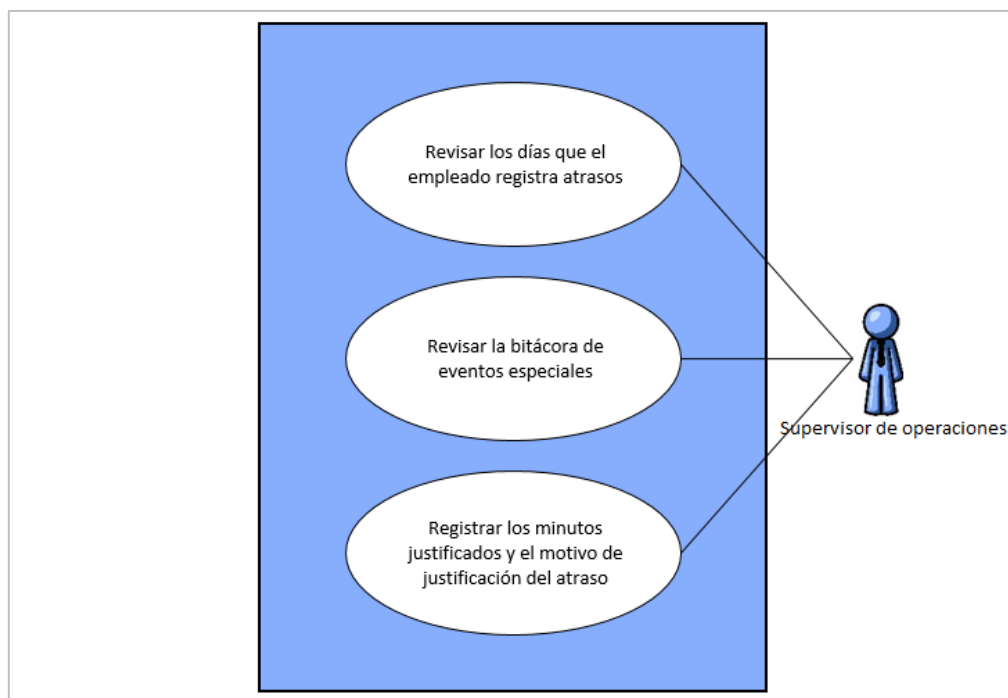 Revisar los días que el
empleado registra atrasos
Revisar la bitácora de
eventos especiales
Supervisor de operaciones
Registrar los minutos
justificados y el motivo de
justificación del atraso